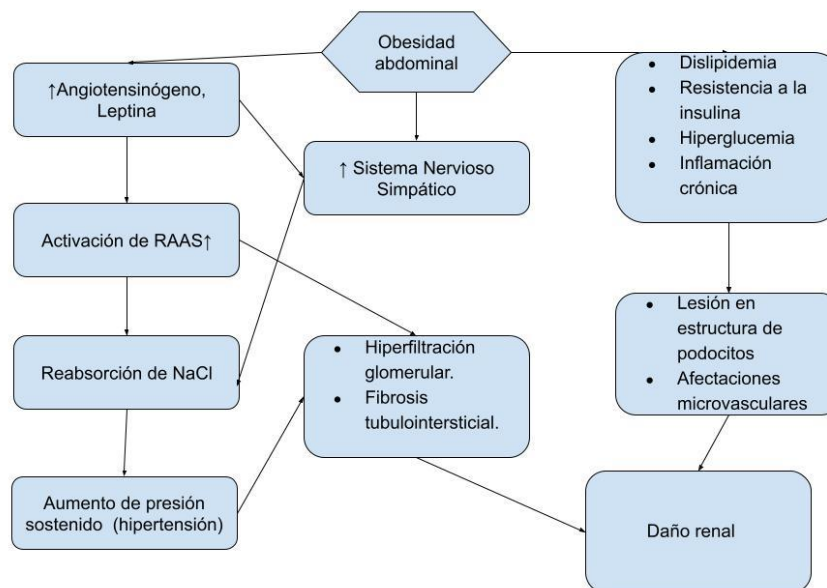 Obesidad
abdominal
↑Angiotensinógeno,
Leptina
● Dislipidemia
● Resistencia a la
insulina
● Hiperglucemia
● Inflamación
crónica
↑ Sistema Nervioso
Simpático
Activación de RAAS↑
● Lesión en
estructura de
podocitos
● Afectaciones
microvasculares
Reabsorción de NaCl
● Hiperfiltración
glomerular.
● Fibrosis
tubulointersticial.
Aumento de presión
sostenido (hipertensión)
Daño renal